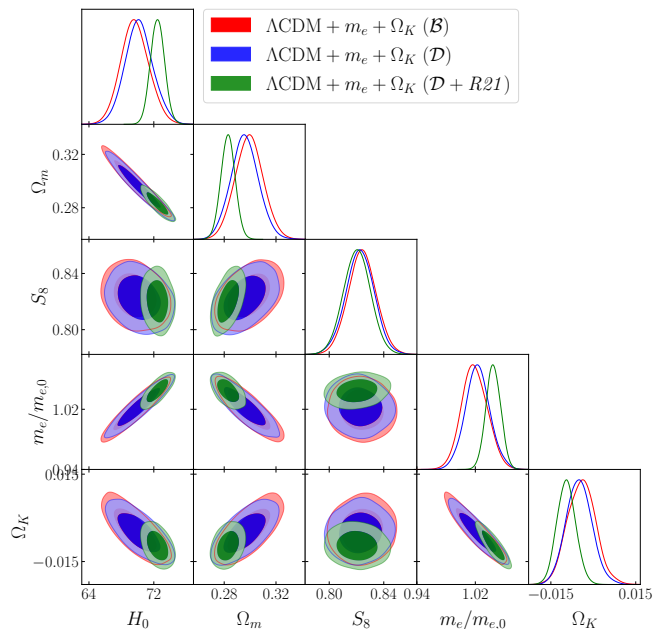 ΛCDM + m_e + Ω_K (𝓑)
ΛCDM + m_e + Ω_K (𝓓)
ΛCDM + m_e + Ω_K (𝓓 + R21)
Ω_m
0.32
0.28
S_8
0.84
0.80
m_e/m_{e,0}
1.02
0.94
Ω_K
0.015
−0.015
64 72
0.28 0.32
0.80 0.84
0.94 1.02
−0.015 0.015
H_0 Ω_m S_8 m_e/m_{e,0} Ω_K